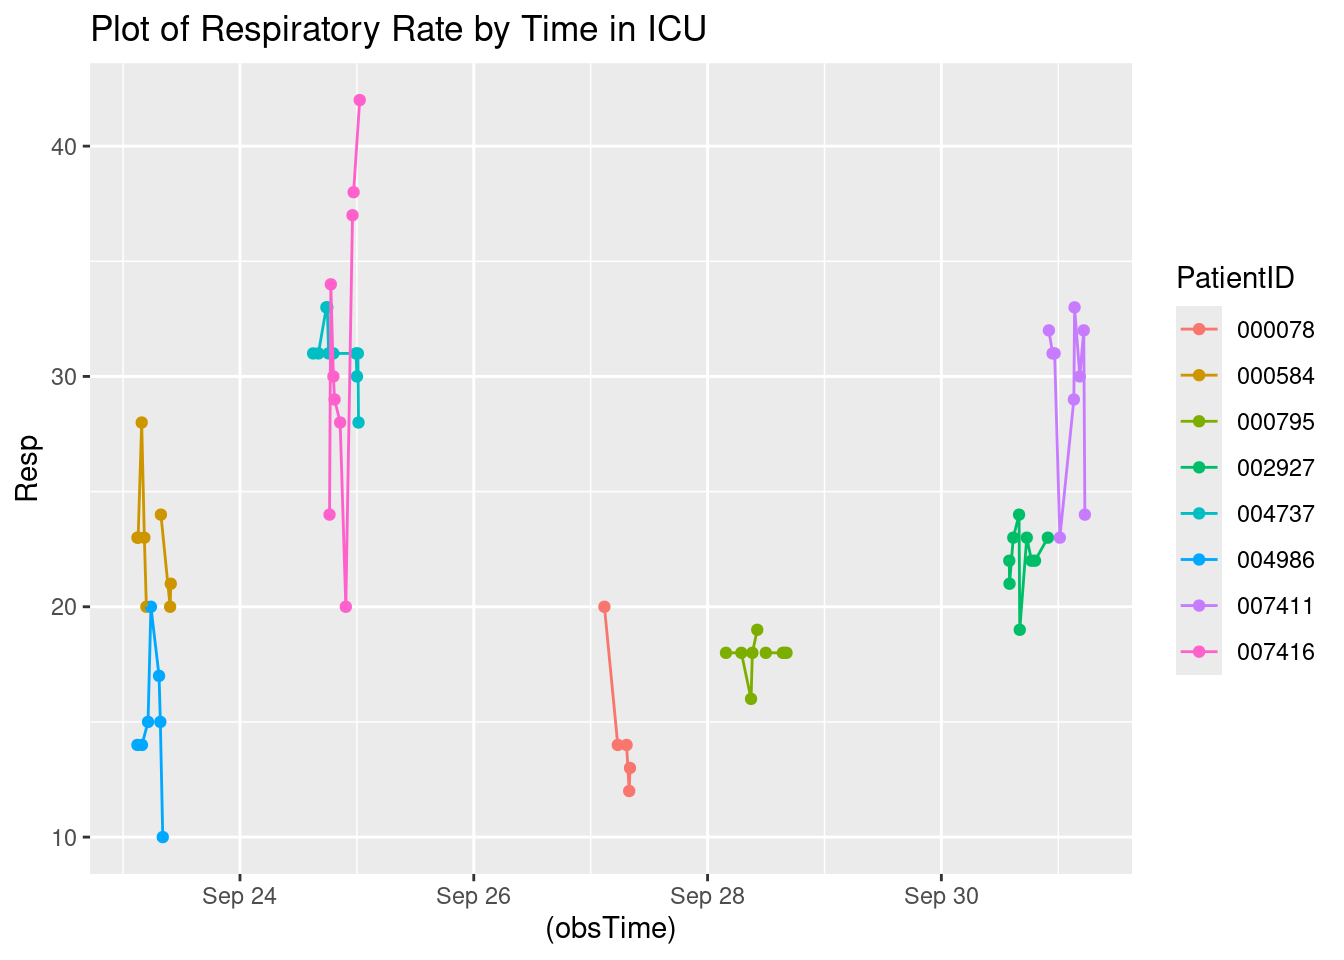 Plot of Respiratory Rate by Time in ICU
40
30
20
10
Resp
Sep 24
Sep 26
Sep 28
Sep 30
(obsTime)
PatientID
000078
000584
000795
002927
004737
004986
007411
007416